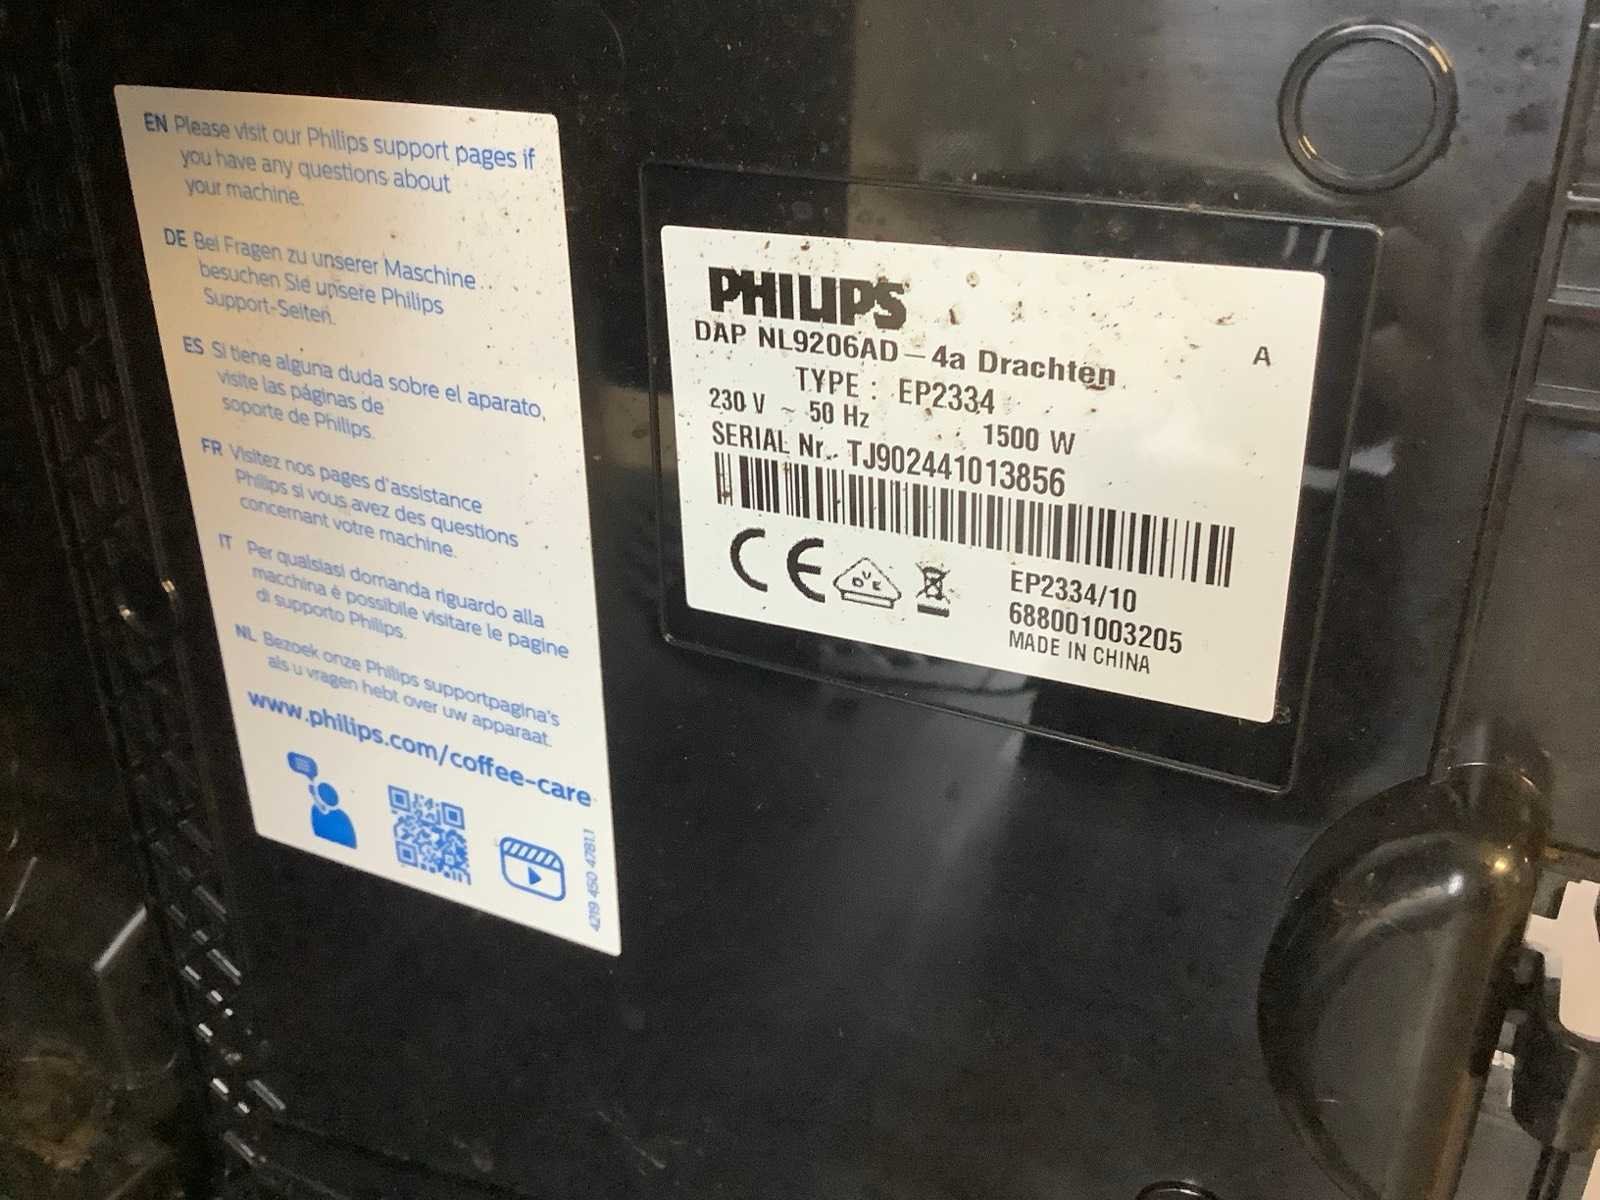 EN Please visit our Philips support pages if
you have any questions about
your machine.
DE Bei Fragen zu unserer Maschine
besuchen Sie unsere Philips
Support-Seiten.
ES Si tiene alguna duda sobre el aparato,
visite las páginas de
soporte de Philips.
FR Visitez nos pages d'assistance
Philips si vous avez des questions
concernant votre machine.
IT Per qualsiasi domanda riguardo alla
macchina è possibile visitare le pagine
di supporto Philips.
NL Bezoek onze Philips supportpagina's
als u vragen hebt over uw apparaat.
www.philips.com/coffee-care
4219 450 47811
PHILIPS
DAP NL9206AD – 4a Drachten A
TYPE : EP2334
230 V ~ 50 Hz 1500 W
SERIAL Nr. TJ902441013856
CE
DVE
EP2334/10
688001003205
MADE IN CHINA